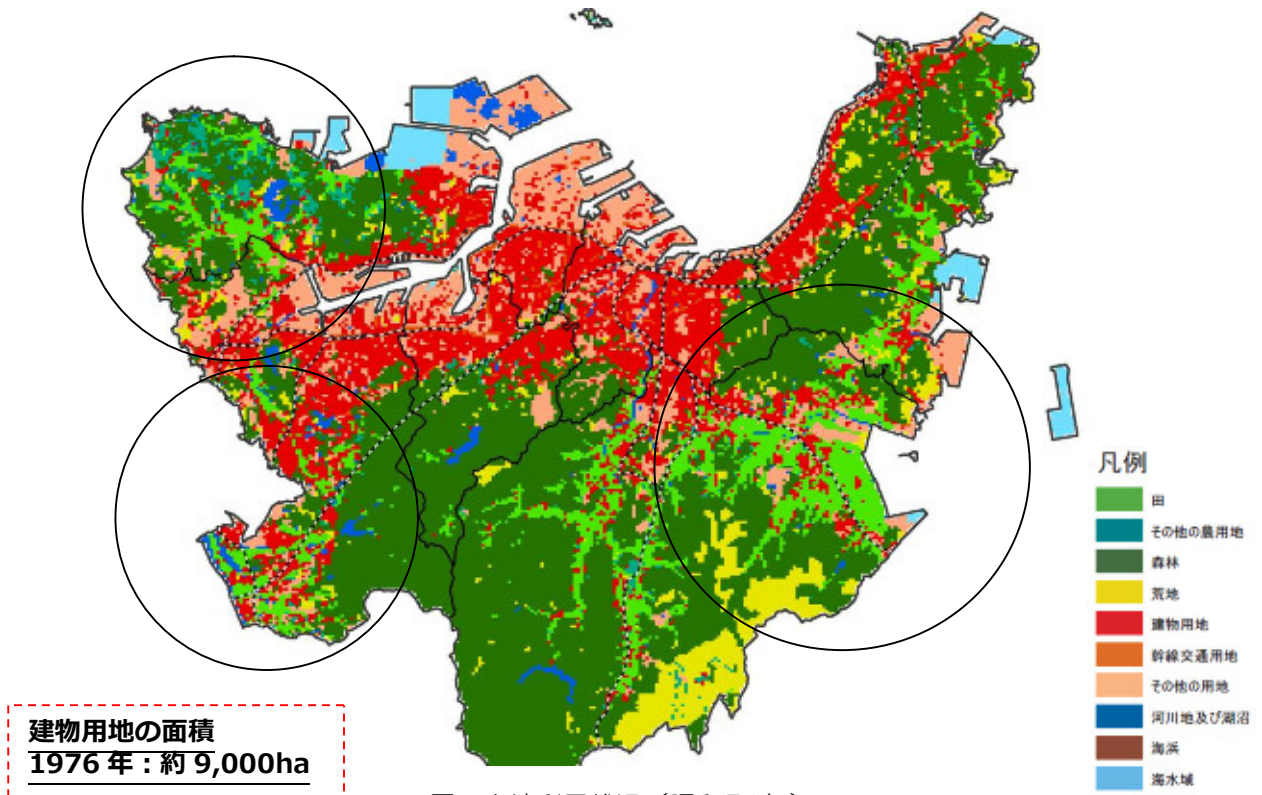 凡例
田
その他の農用地
森林
荒地
建物用地
幹線交通用地
その他の用地
河川地及び湖沼
海浜
海水域
建物用地の面積
1976 年：約 9,000ha